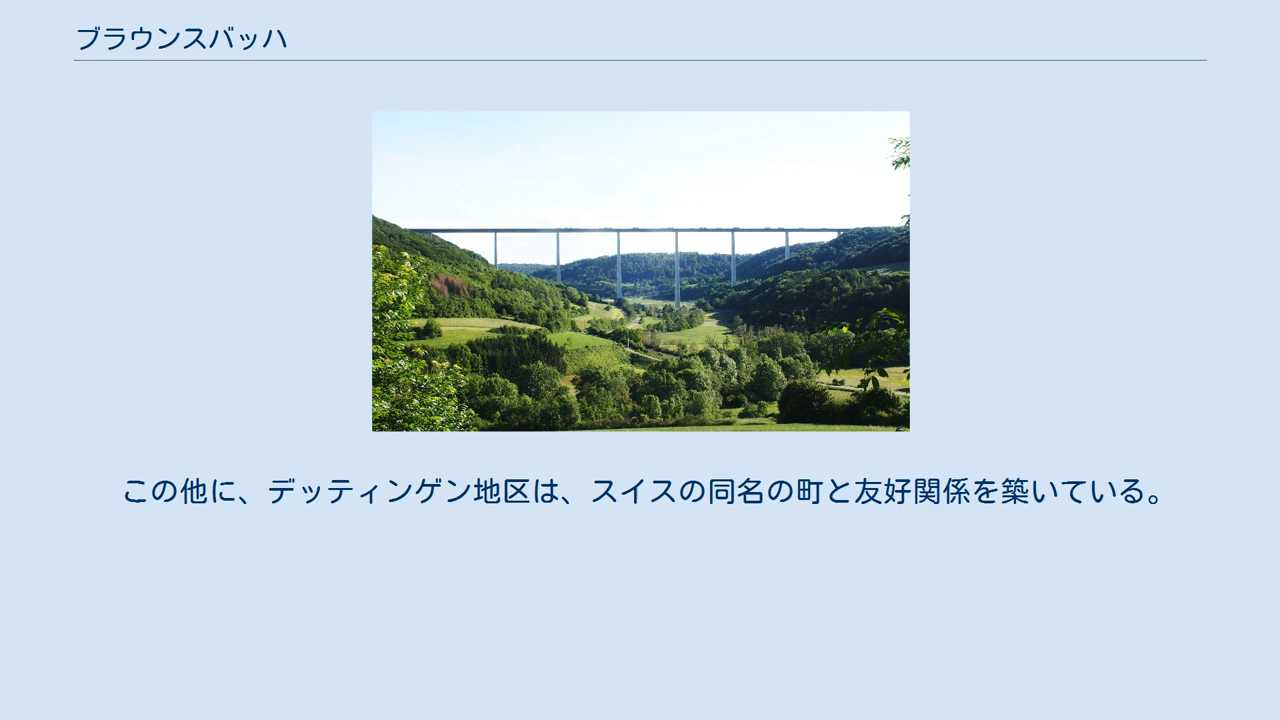 ブラウンスバッハ
この他に、デッティンゲン地区は、スイスの同名の町と友好関係を築いている。